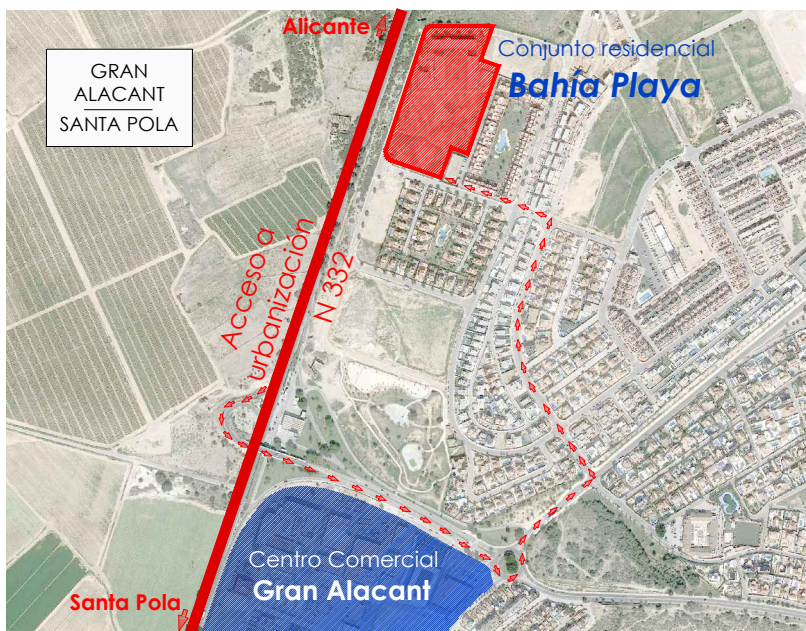 Alicante
GRAN
ALACANT
SANTA POLA
Conjunto residencial
Bahía Playa
Acceso a
urbanización
N 332
Centro Comercial
Gran Alacant
Santa Pola